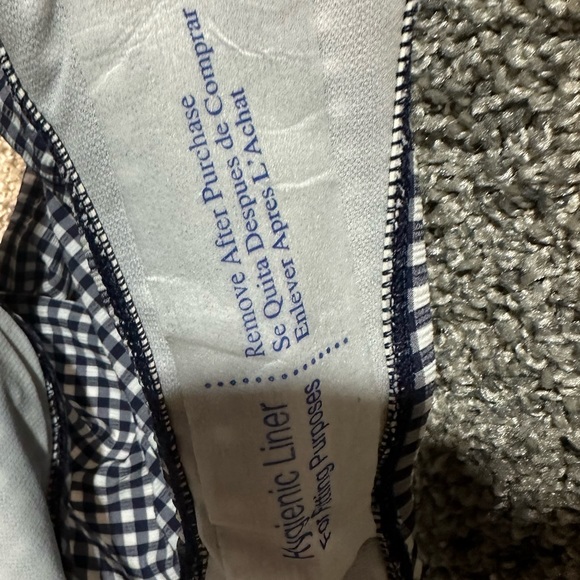 Remove After Purchase
Se Quita Despues de Comprar
Enlever Apres L'Achat
Hygienic Liner
For Fitting Purposes